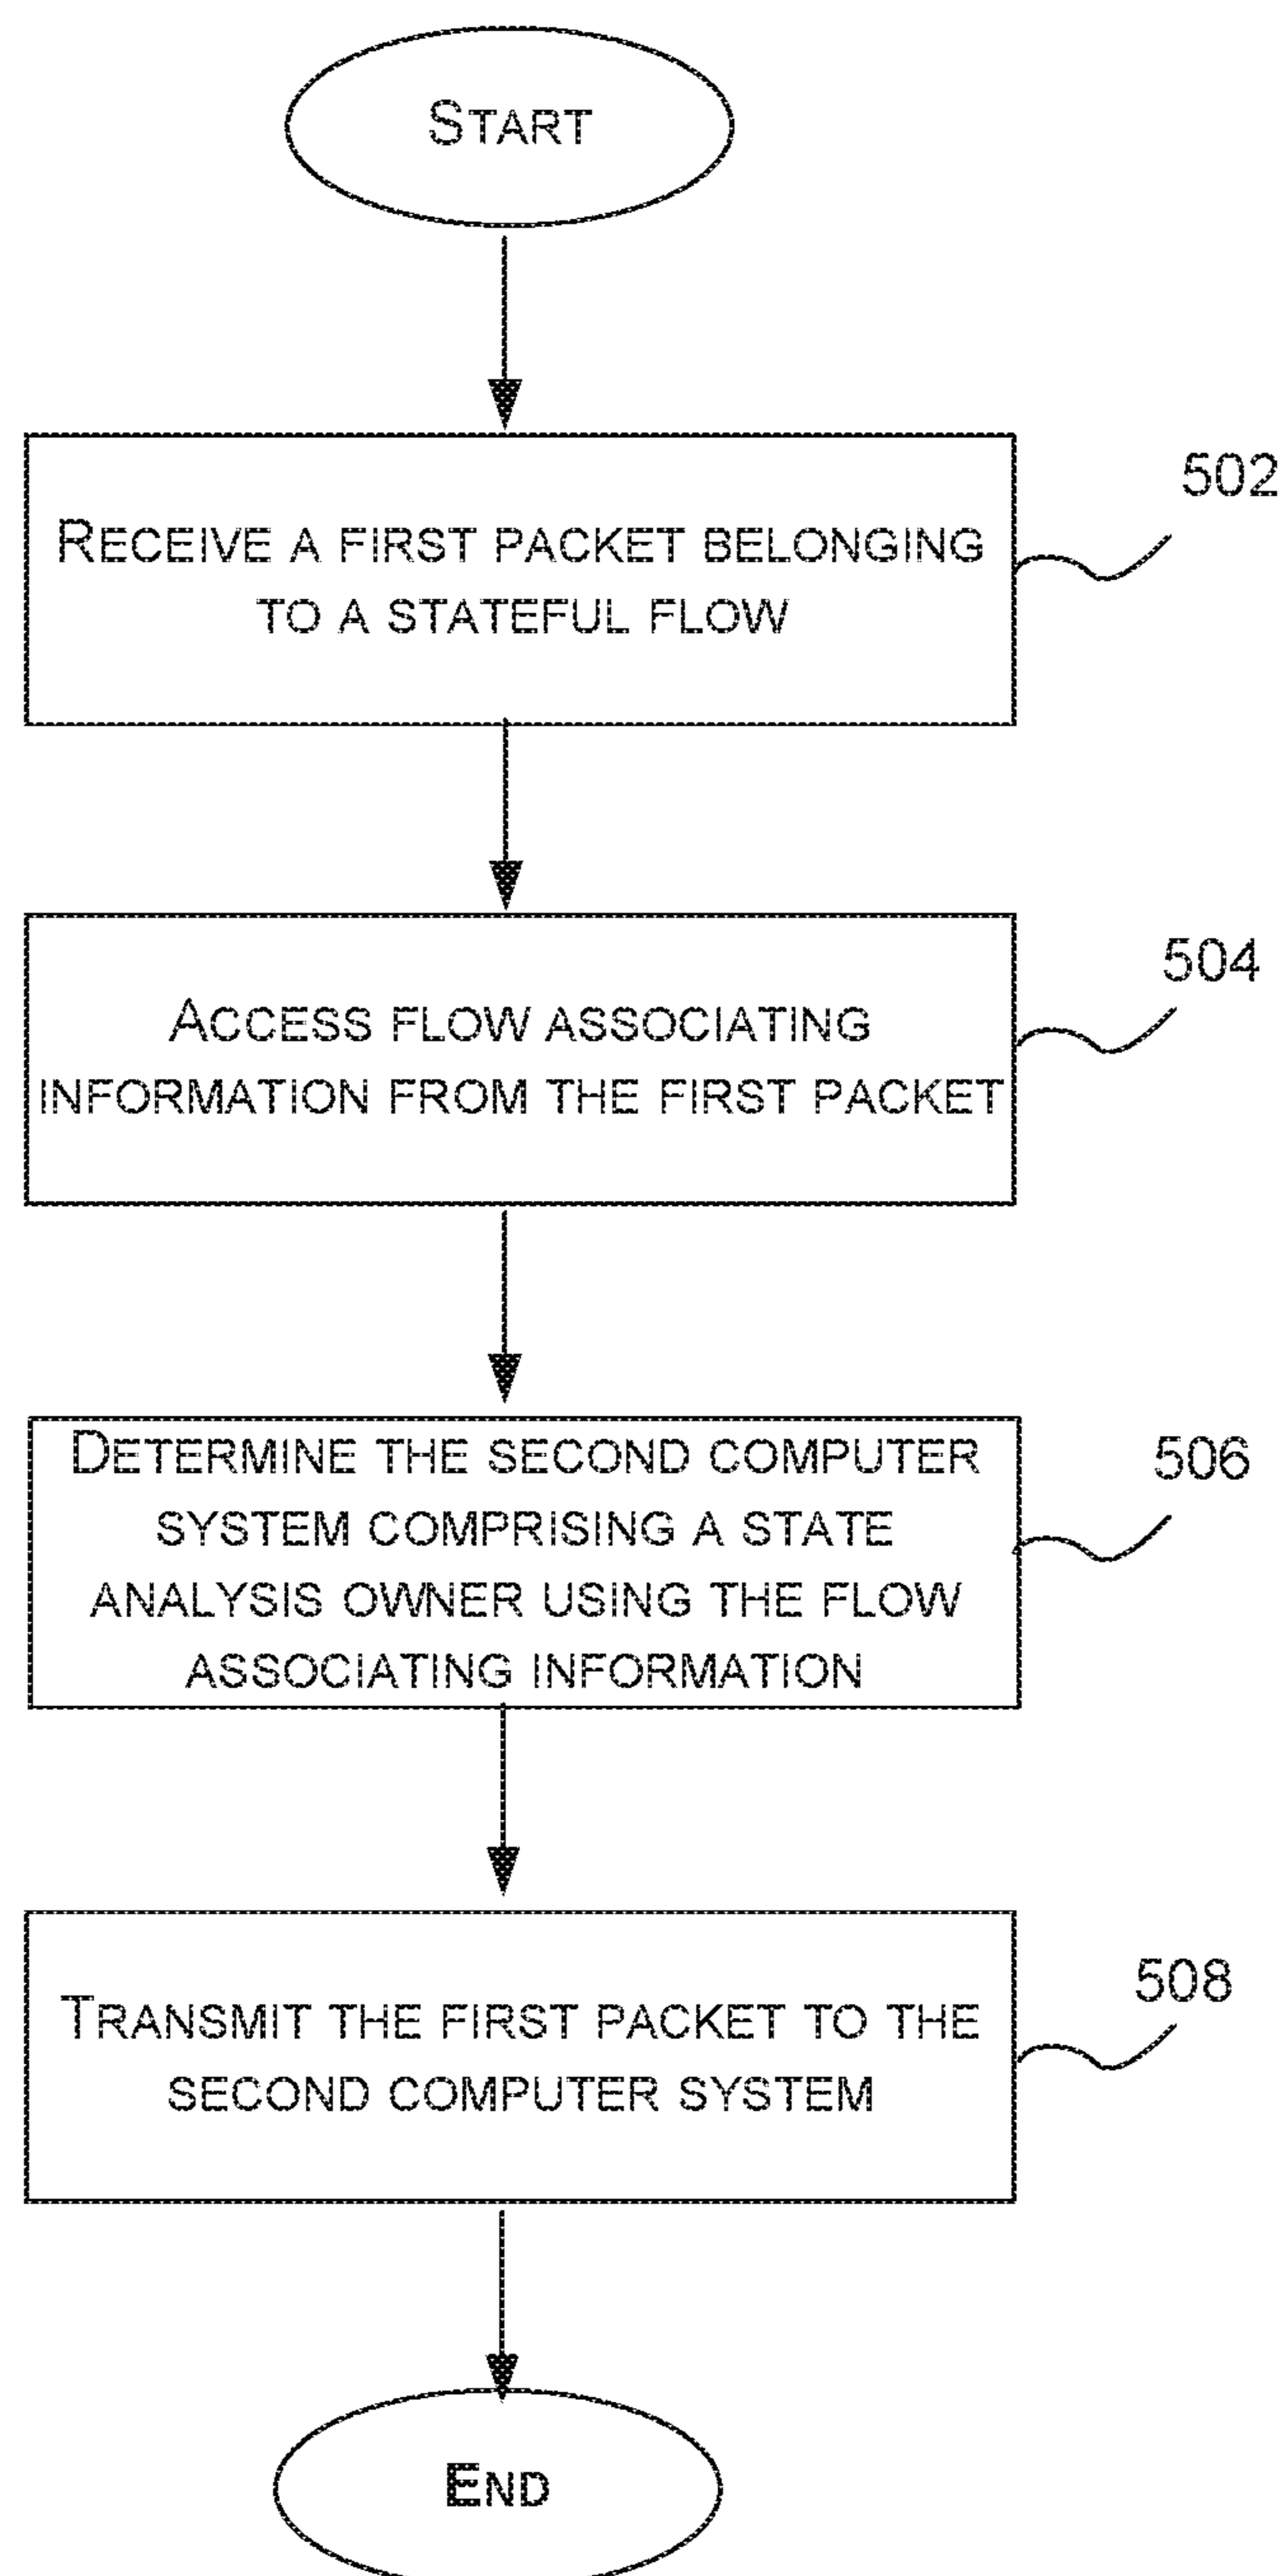 START
502
RECEIVE A FIRST PACKET BELONGING
TO A STATEFUL FLOW
504
ACCESS FLOW ASSOCIATING
INFORMATION FROM THE FIRST PACKET
506
DETERMINE THE SECOND COMPUTER
SYSTEM COMPRISING A STATE
ANALYSIS OWNER USING THE FLOW
ASSOCIATING INFORMATION
508
TRANSMIT THE FIRST PACKET TO THE
SECOND COMPUTER SYSTEM
END